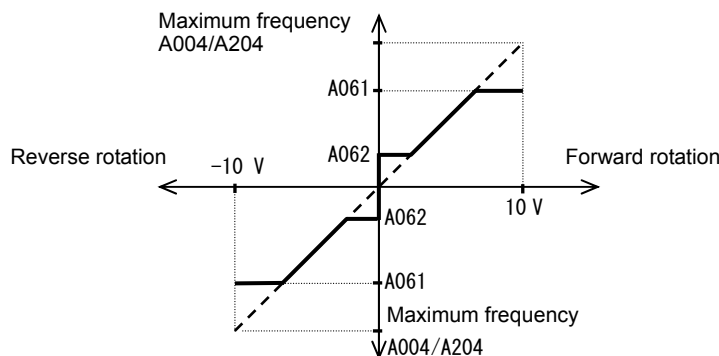 Maximum frequency
A004/A204
A061
Reverse rotation
-10 V
A062
Forward rotation
A062
10 V
A061
Maximum frequency
A004/A204